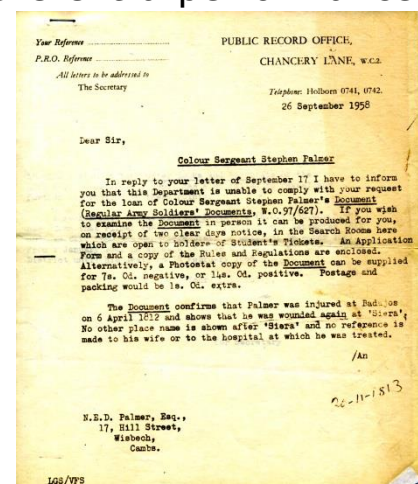 Your Reference
P.R.O. Reference
All letters to be addressed to
The Secretary
PUBLIC RECORD OFFICE,
CHANCERY LANE, W.C.2.
Telephone: Holborn 0741, 0742.
26 September 1958
Dear Sir,
Colour Sergeant Stephen Palmer
In reply to your letter of September 17 I have to inform
you that this Department is unable to comply with your request
for the loan of Colour Sergeant Stephen Palmer's Document
(Regular Army Soldiers' Documents, W.O.97/627). If you wish
to examine the Document in person it can be produced for you,
on receipt of two clear days notice, in the Search Rooms here
which are open to holders of Student's Tickets. An Application
Form and a copy of the Rules and Regulations are enclosed.
Alternatively, a Photostat copy of the Document can be supplied
for 7s. 0d. negative, or 14s. 0d. positive. Postage and
packing would be 1s. 0d. extra.
The Document confirms that Palmer was injured at Badajos
on 6 April 1812 and shows that he was wounded again at 'Siera'.
No other place name is shown after 'Siera' and no reference is
made to his wife or to the hospital at which he was treated.
/An
20-11-1813
N.E.D. Palmer, Esq.,
17, Hill Street,
Wisbech,
Cambs.
LGS/VFS